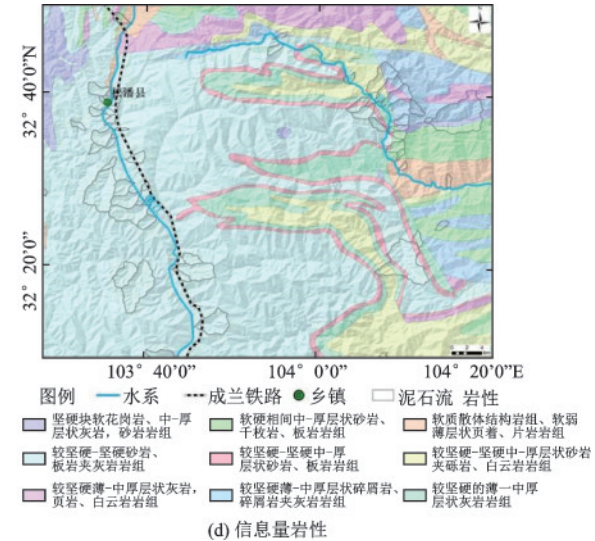 32° 40′0″N
松潘县
32° 20′0″
103° 40′0″
104° 0′0″
104° 20′0″E
图例 水系 成兰铁路 乡镇 泥石流 岩性
坚硬块软花岗岩、中-厚
层状灰岩，砂岩岩组
软硬相间中-厚层状砂岩、
千枚岩、板岩岩组
软质散体结构岩组、软弱
薄层状页着、片岩岩组
较坚硬-坚硬砂岩、
板岩夹灰岩岩组
较坚硬-坚硬中-厚
层状砂岩、板岩岩组
较坚硬-坚硬中-厚层状砂岩
夹砾岩、白云岩岩组
较坚硬薄-中厚层状灰岩，
页岩、白云岩岩组
较坚硬薄-中厚层状碎屑岩、
碎屑岩夹灰岩岩组
较坚硬的薄一中厚
层状灰岩岩组
(d) 信息量岩性